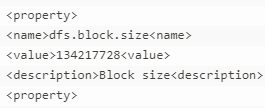 <property>
<name>dfs.block.size<name>
<value>134217728<value>
<description>Block size<description>
<property>